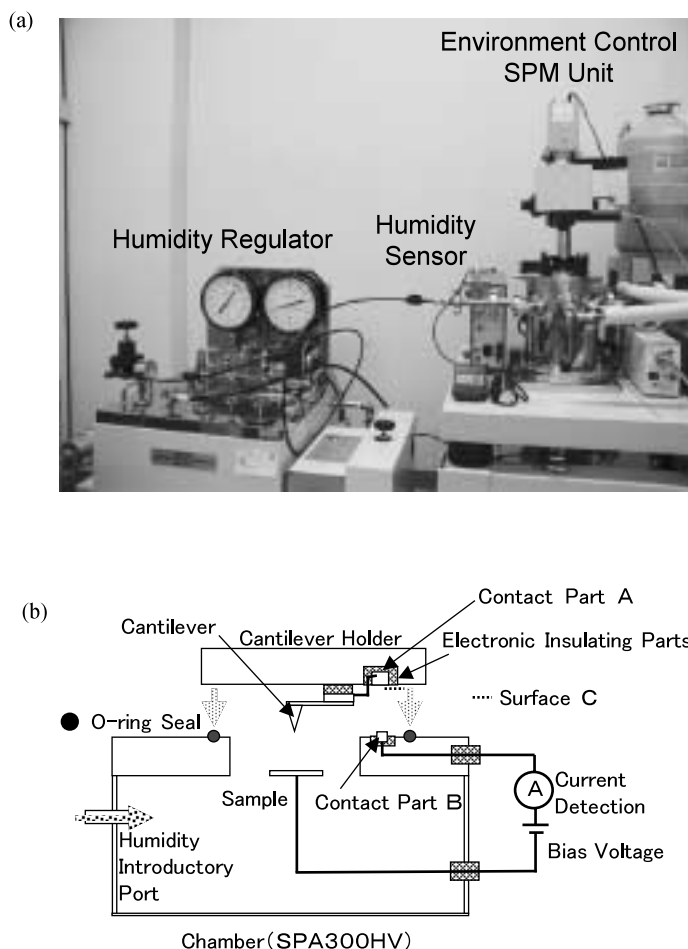 (a)
Environment Control
SPM Unit
Humidity Regulator
Humidity
Sensor
(b)
Contact Part A
Cantilever
Cantilever Holder
Electronic Insulating Parts
Surface C
O-ring Seal
Sample
Contact Part B
A
Current
Detection
Bias Voltage
Humidity
Introductory
Port
Chamber(SPA300HV)